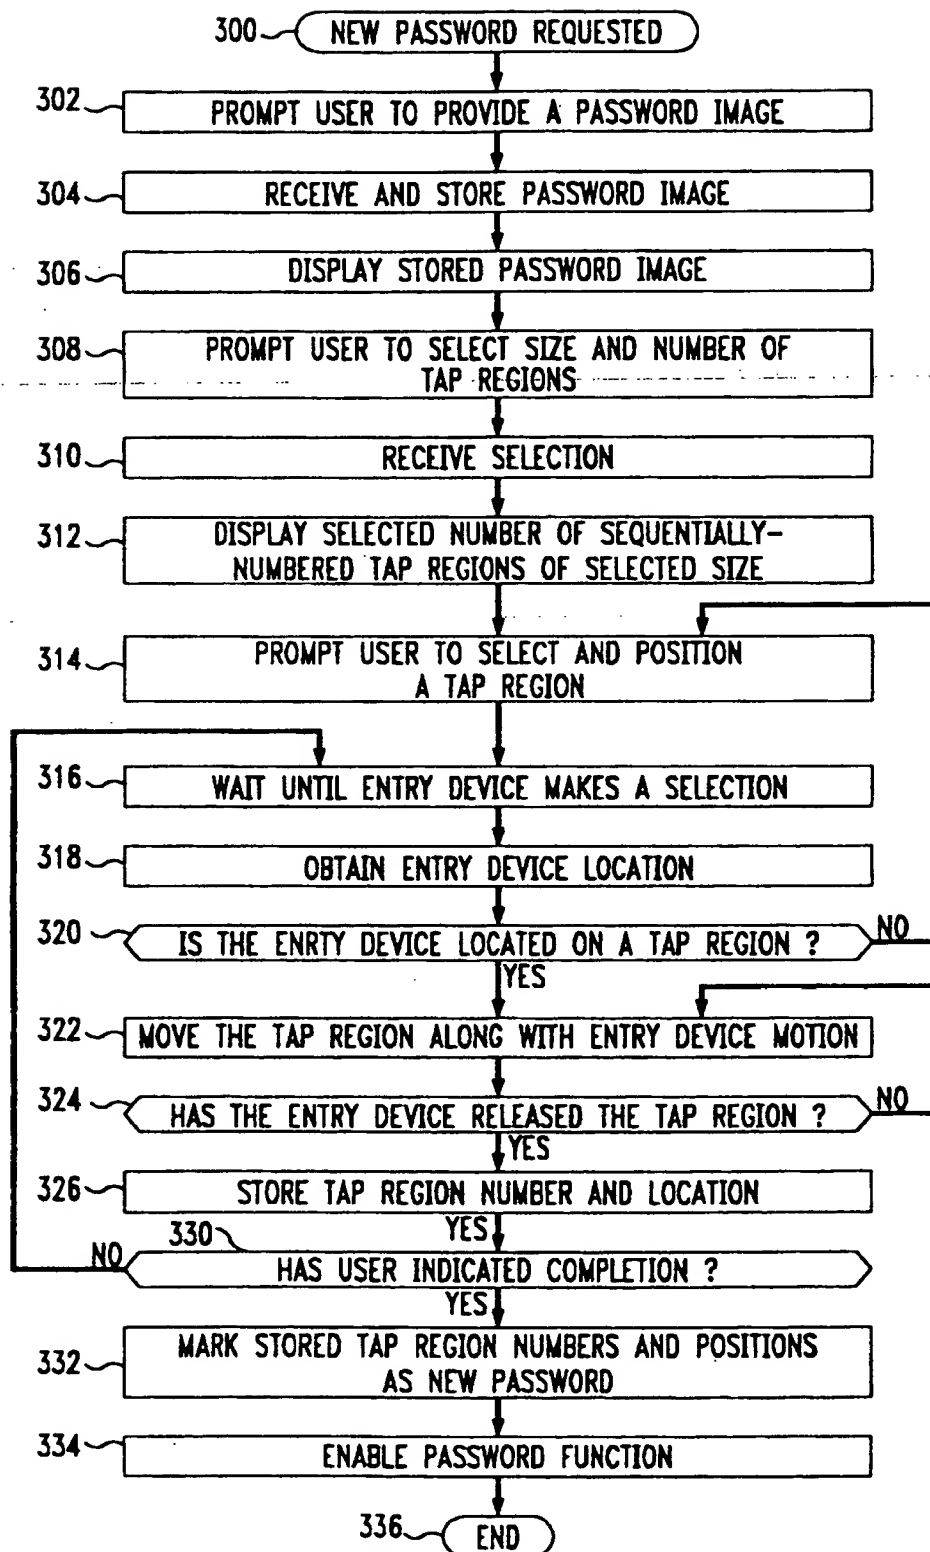 300 NEW PASSWORD REQUESTED
302 PROMPT USER TO PROVIDE A PASSWORD IMAGE
304 RECEIVE AND STORE PASSWORD IMAGE
306 DISPLAY STORED PASSWORD IMAGE
308 PROMPT USER TO SELECT SIZE AND NUMBER OF
TAP REGIONS
310 RECEIVE SELECTION
312 DISPLAY SELECTED NUMBER OF SEQUENTIALLY-
NUMBERED TAP REGIONS OF SELECTED SIZE
314 PROMPT USER TO SELECT AND POSITION
A TAP REGION
316 WAIT UNTIL ENTRY DEVICE MAKES A SELECTION
318 OBTAIN ENTRY DEVICE LOCATION
320 IS THE ENRTY DEVICE LOCATED ON A TAP REGION ? NO
YES
322 MOVE THE TAP REGION ALONG WITH ENTRY DEVICE MOTION
324 HAS THE ENTRY DEVICE RELEASED THE TAP REGION ? NO
YES
326 STORE TAP REGION NUMBER AND LOCATION
YES
330
NO HAS USER INDICATED COMPLETION ?
YES
332 MARK STORED TAP REGION NUMBERS AND POSITIONS
AS NEW PASSWORD
334 ENABLE PASSWORD FUNCTION
336 END